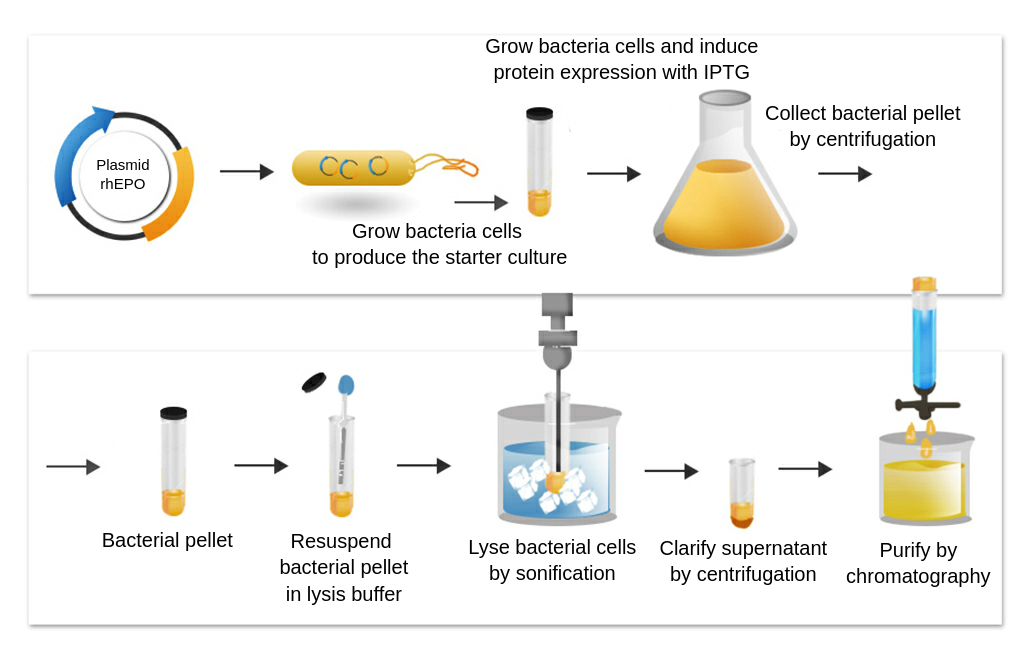 Grow bacteria cells and induce
protein expression with IPTG
Collect bacterial pellet
by centrifugation
Plasmid
rhEPO
Grow bacteria cells
to produce the starter culture
Bacterial pellet
Resuspend
bacterial pellet
in lysis buffer
Lyse bacterial cells
by sonification
Clarify supernatant
by centrifugation
Purify by
chromatography